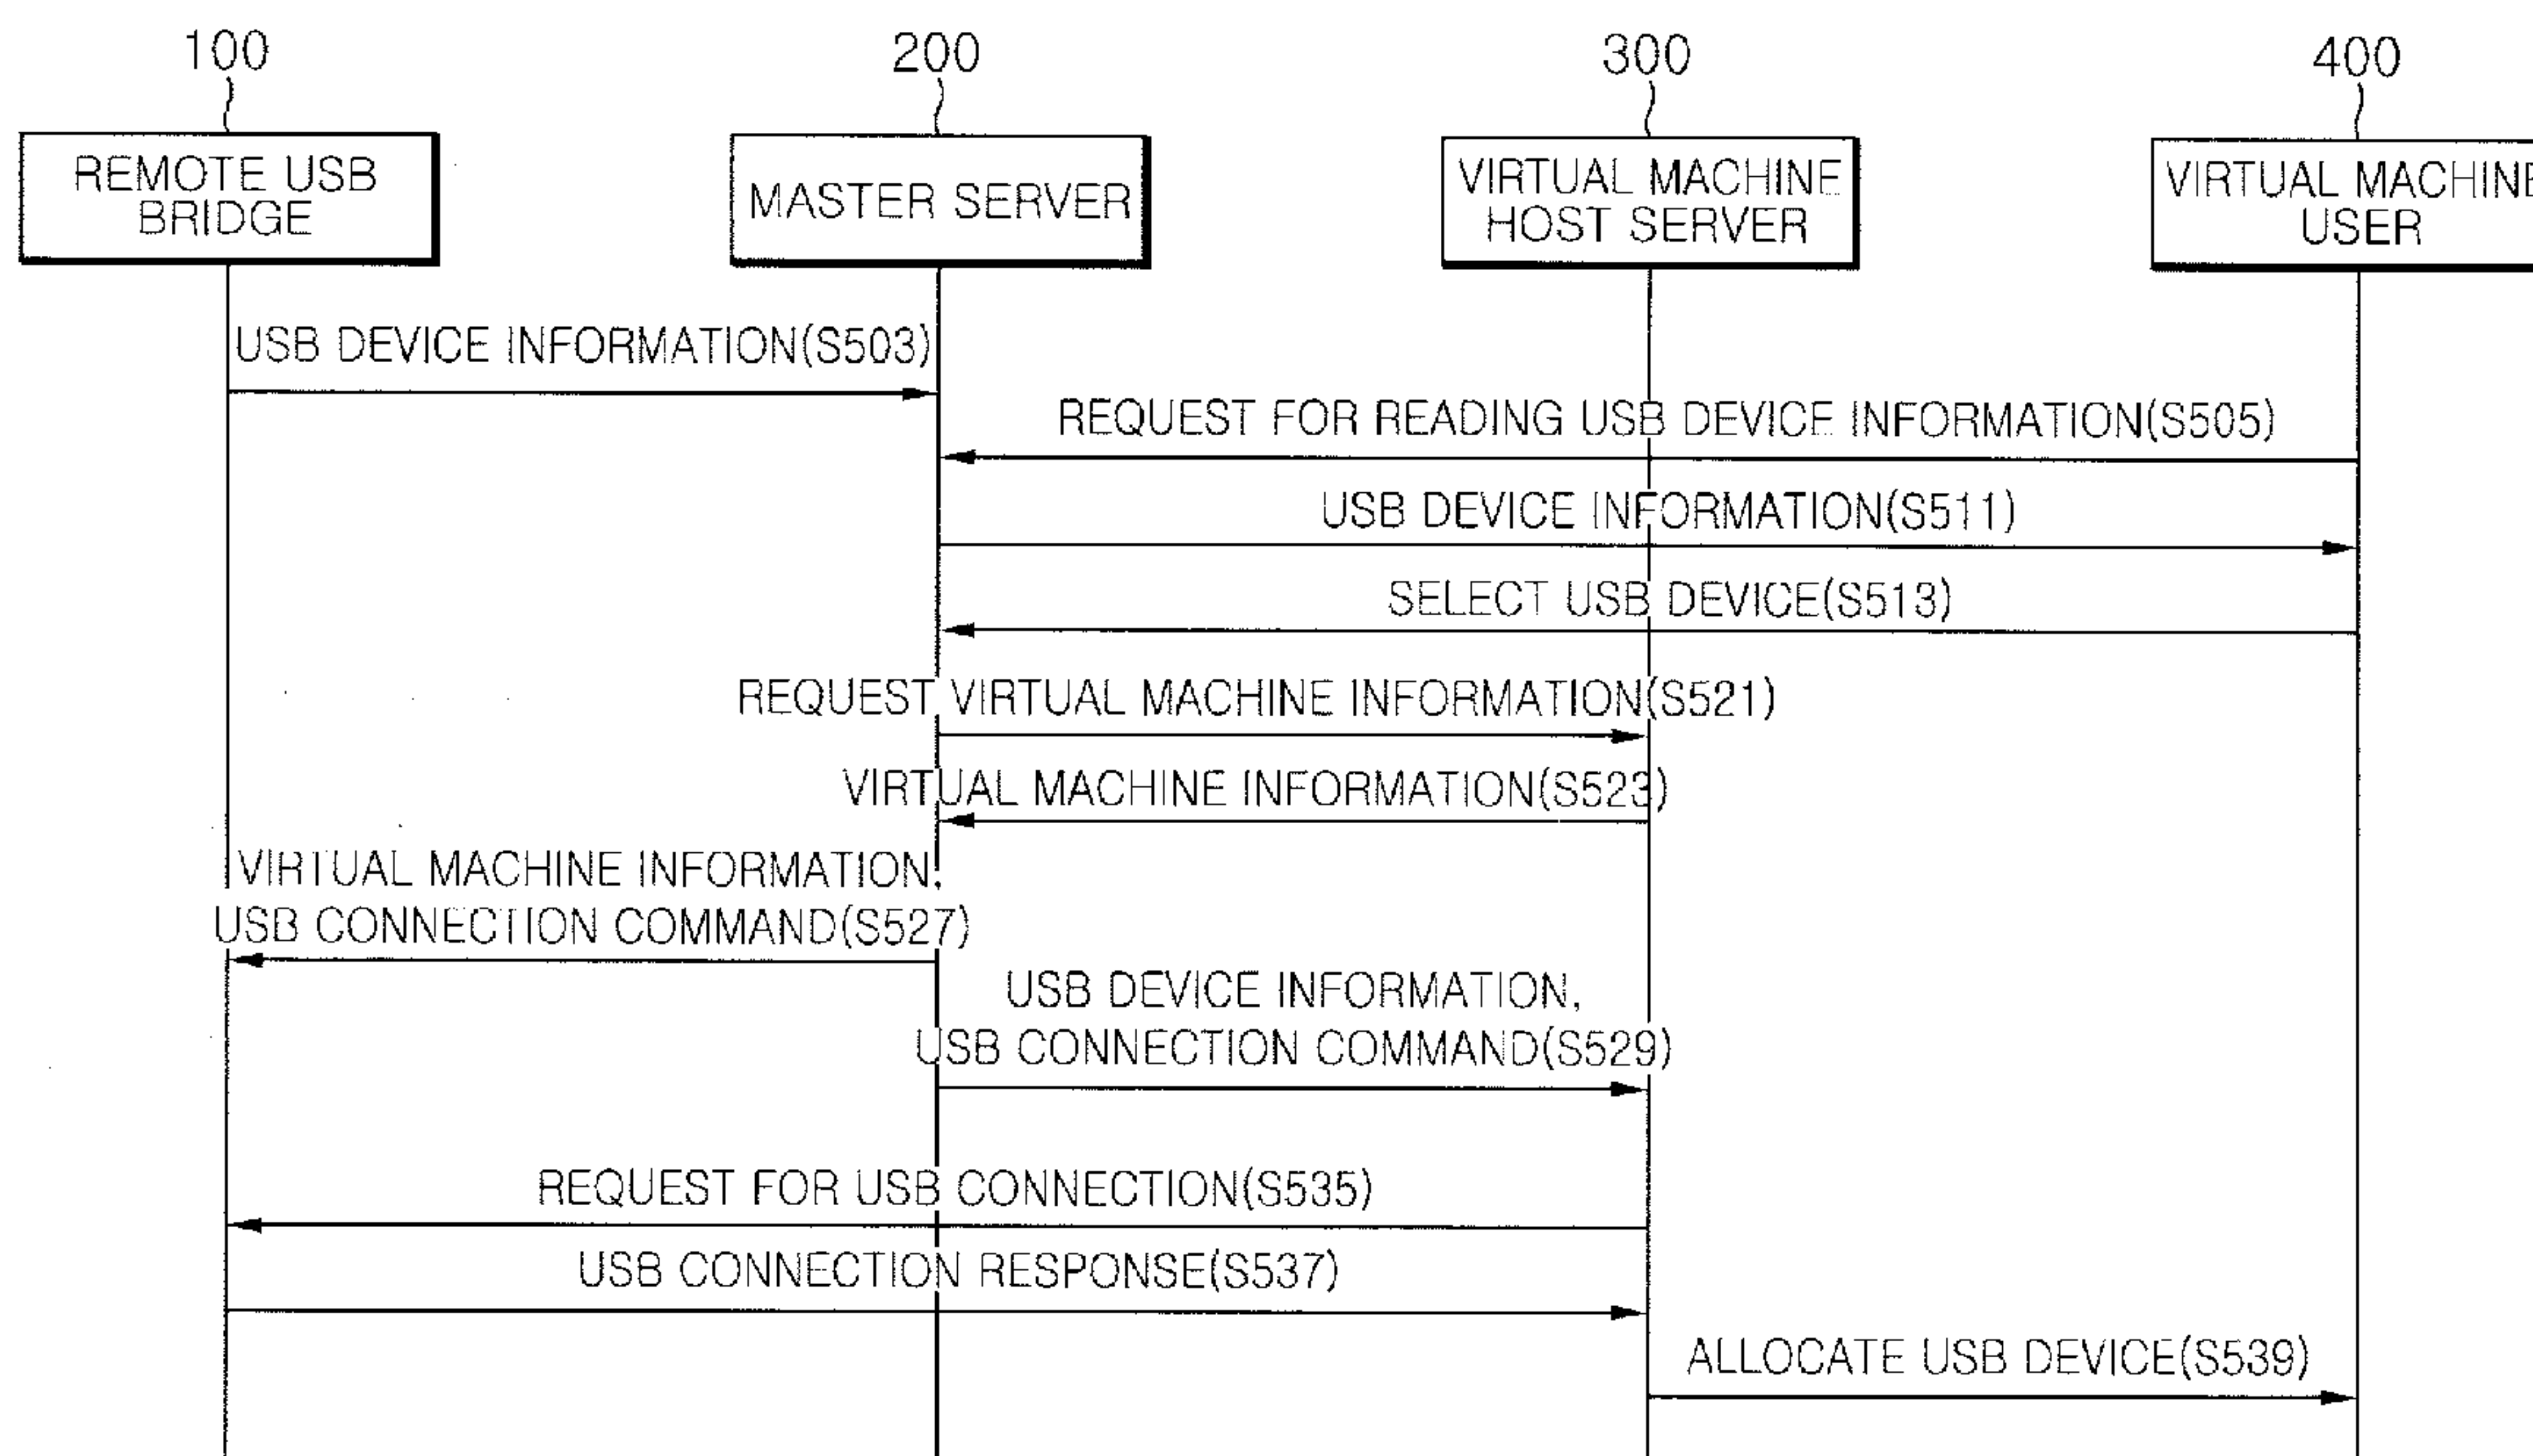 100
200
300
400
REMOTE USB
BRIDGE
MASTER SERVER
VIRTUAL MACHINE
HOST SERVER
VIRTUAL MACHINE
USER
USB DEVICE INFORMATION(S503)
REQUEST FOR READING USB DEVICE INFORMATION(S505)
USB DEVICE INFORMATION(S511)
SELECT USB DEVICE(S513)
REQUEST VIRTUAL MACHINE INFORMATION(S521)
VIRTUAL MACHINE INFORMATION(S523)
VIRTUAL MACHINE INFORMATION,
USB CONNECTION COMMAND(S527)
USB DEVICE INFORMATION,
USB CONNECTION COMMAND(S529)
REQUEST FOR USB CONNECTION(S535)
USB CONNECTION RESPONSE(S537)
ALLOCATE USB DEVICE(S539)